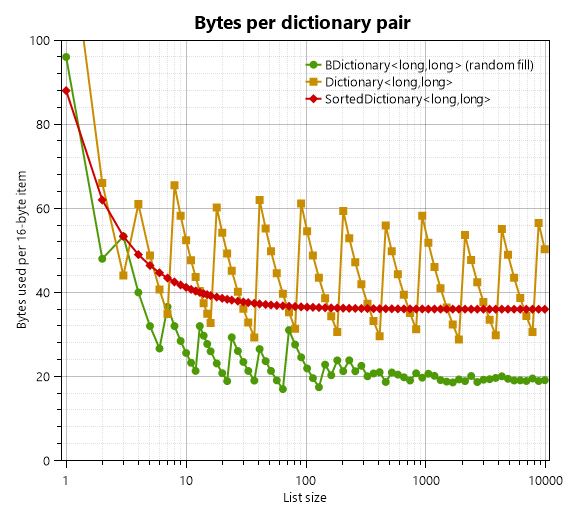 Bytes per dictionary pair
BDictionary<long,long> (random fill)
Dictionary<long,long>
SortedDictionary<long,long>
Bytes used per 16-byte item
100
80
60
40
20
0
1
10
100
1000
10000
List size